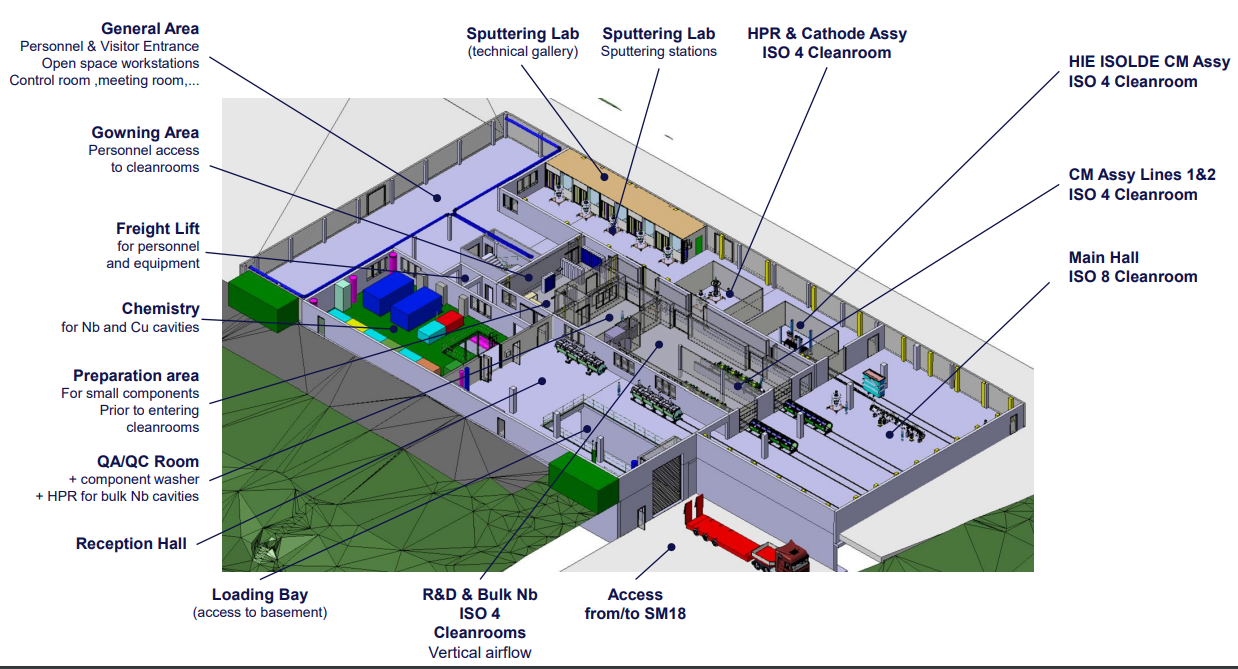 General Area
Personnel & Visitor Entrance
Open space workstations
Control room ,meeting room,...
Gowning Area
Personnel access
to cleanrooms
Freight Lift
for personnel
and equipment
Chemistry
for Nb and Cu cavities
Preparation area
For small components
Prior to entering
cleanrooms
QA/QC Room
+ component washer
+ HPR for bulk Nb cavities
Reception Hall
Loading Bay
(access to basement)
R&D & Bulk Nb
ISO 4
Cleanrooms
Vertical airflow
Access
from/to SM18
Sputtering Lab
(technical gallery)
Sputtering Lab
Sputtering stations
HPR & Cathode Assy
ISO 4 Cleanroom
HIE ISOLDE CM Assy
ISO 4 Cleanroom
CM Assy Lines 1&2
ISO 4 Cleanroom
Main Hall
ISO 8 Cleanroom